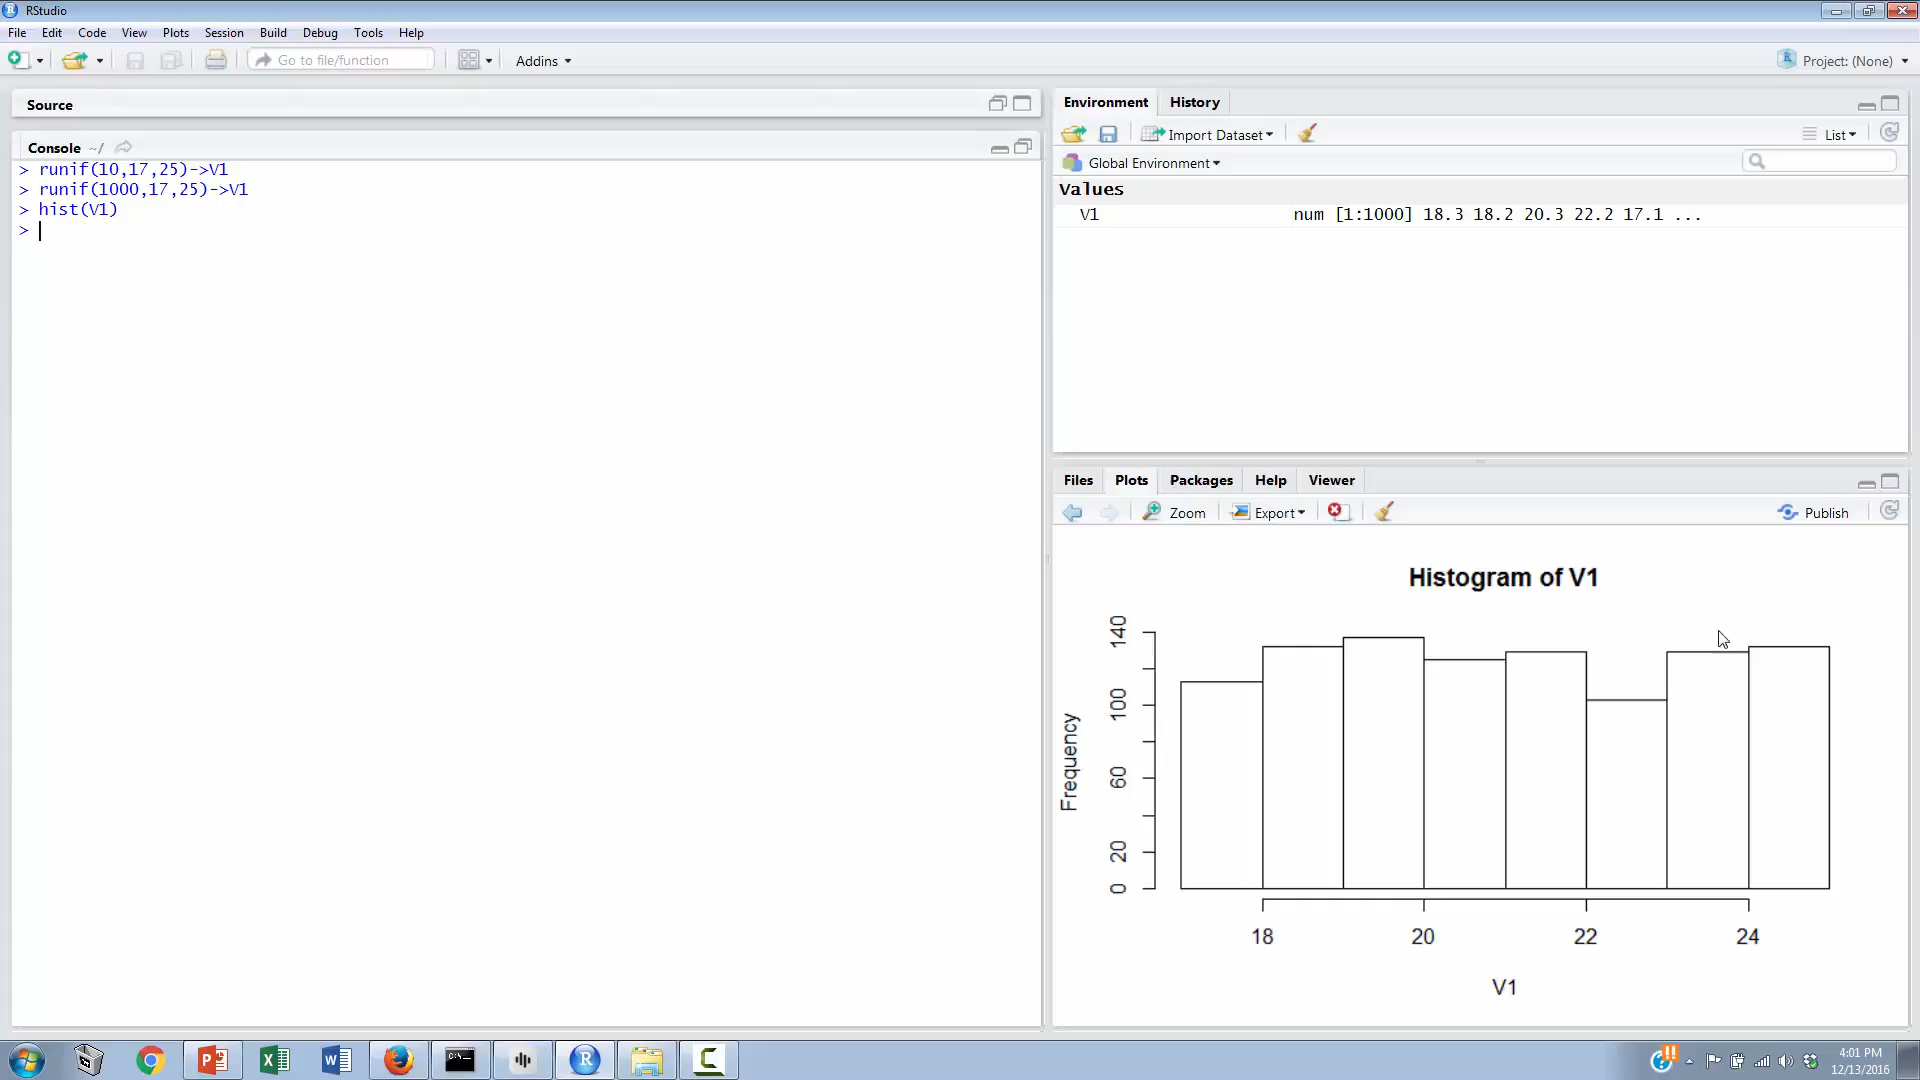 RStudio
File Edit Code View Plots Session Build Debug Tools Help
Go to file/function Addins Project: (None)
Source
Console ~/
> runif(10,17,25)->V1
> runif(1000,17,25)->V1
> hist(V1)
>
Environment History
Import Dataset List
Global Environment
Values
V1 num [1:1000] 18.3 18.2 20.3 22.2 17.1 ...
Files Plots Packages Help Viewer
Zoom Export Publish
Histogram of V1
Frequency
140
100
60
20
0
18 20 22 24
V1
4:01 PM
12/13/2016